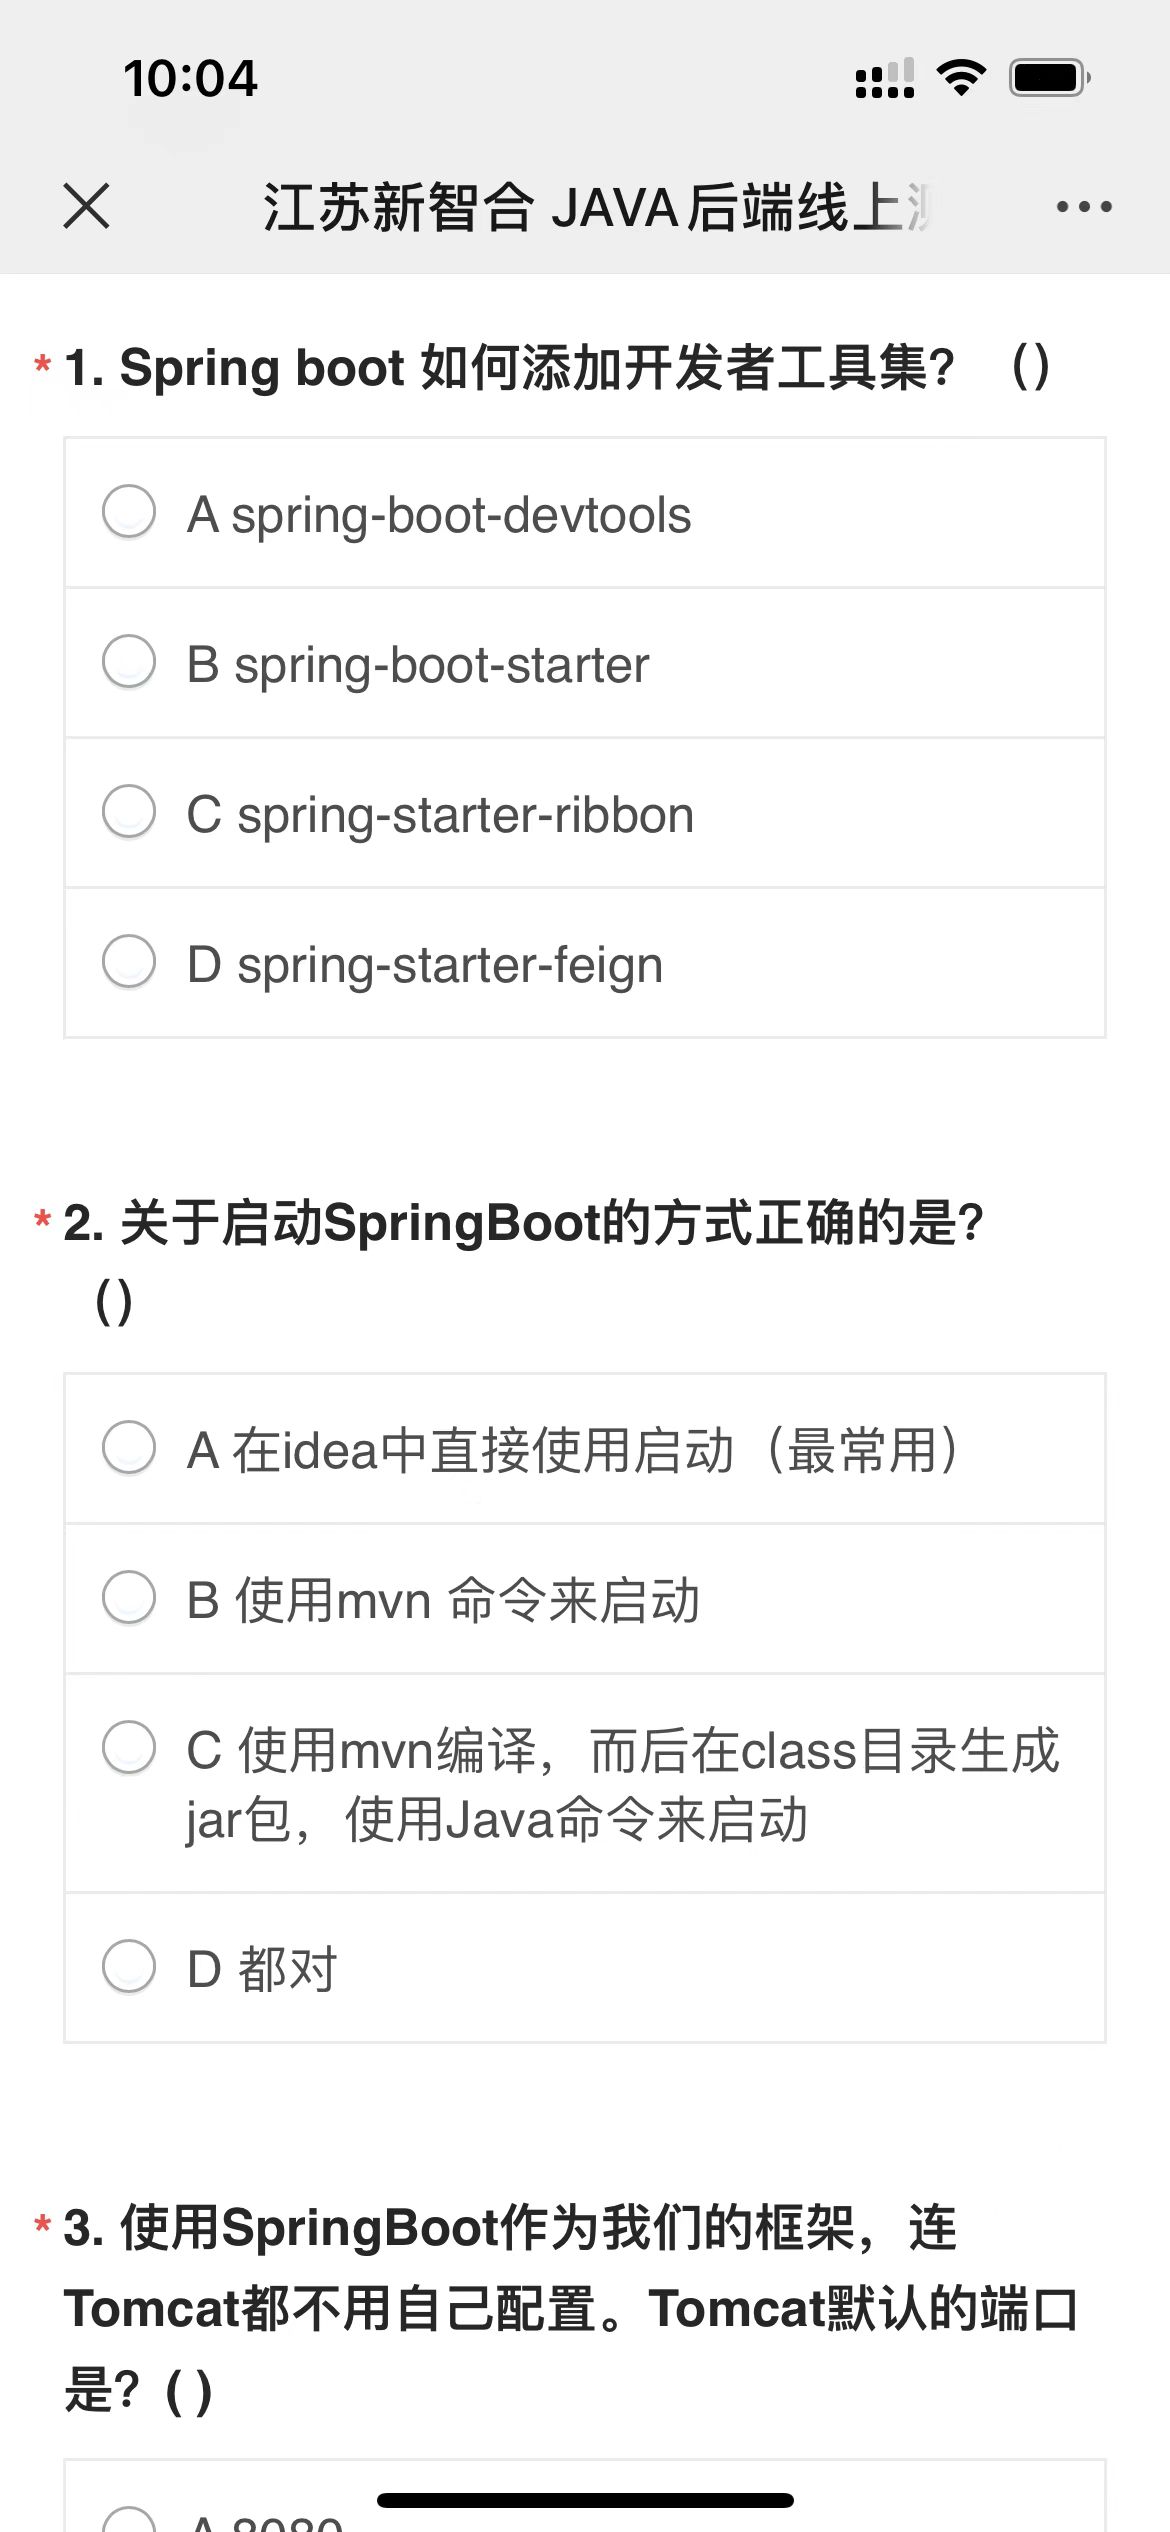 10:04
江苏新智合 JAVA后端线上
* 1. Spring boot 如何添加开发者工具集？（）
A spring-boot-devtools
B spring-boot-starter
C spring-starter-ribbon
D spring-starter-feign
* 2. 关于启动SpringBoot的方式正确的是？
（）
A 在idea中直接使用启动（最常用）
B 使用mvn 命令来启动
C 使用mvn编译，而后在class目录生成
jar包，使用Java命令来启动
D 都对
* 3. 使用SpringBoot作为我们的框架，连
Tomcat都不用自己配置。Tomcat默认的端口
是？( )
A 8080